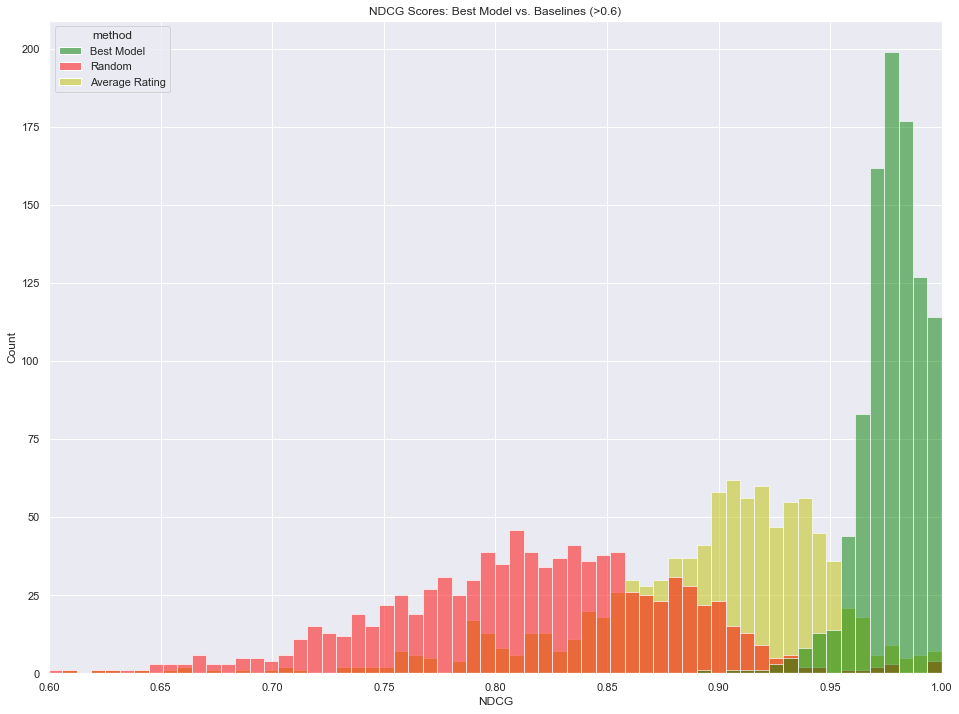 NDCG Scores: Best Model vs. Baselines (>0.6)
method
Best Model
Random
Average Rating
200
175
150
125
100
75
50
25
0
Count
0.60 0.65 0.70 0.75 0.80 0.85 0.90 0.95 1.00
NDCG